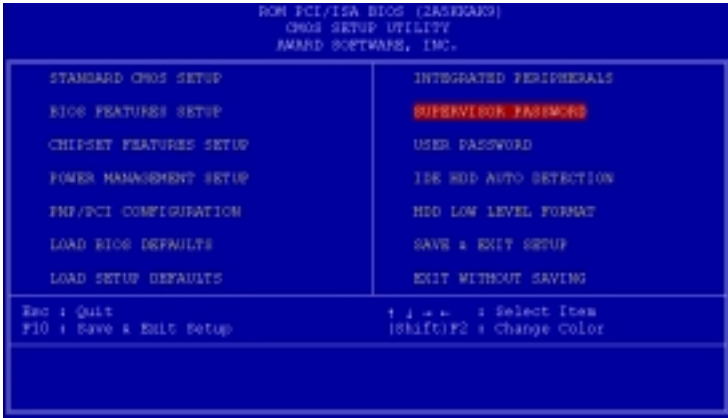 ROM PCI/ISA BIOS (2A5KKAK9)
CMOS SETUP UTILITY
AWARD SOFTWARE, INC.
STANDARD CMOS SETUP
BIOS FEATURES SETUP
CHIPSET FEATURES SETUP
POWER MANAGEMENT SETUP
PNP/PCI CONFIGURATION
LOAD BIOS DEFAULTS
LOAD SETUP DEFAULTS
INTEGRATED PERIPHERALS
SUPERVISOR PASSWORD
USER PASSWORD
IDE HDD AUTO DETECTION
HDD LOW LEVEL FORMAT
SAVE & EXIT SETUP
EXIT WITHOUT SAVING
Esc : Quit
F10 : Save & Exit Setup
↑ ↓ → ← : Select Item
(Shift)F2 : Change Color